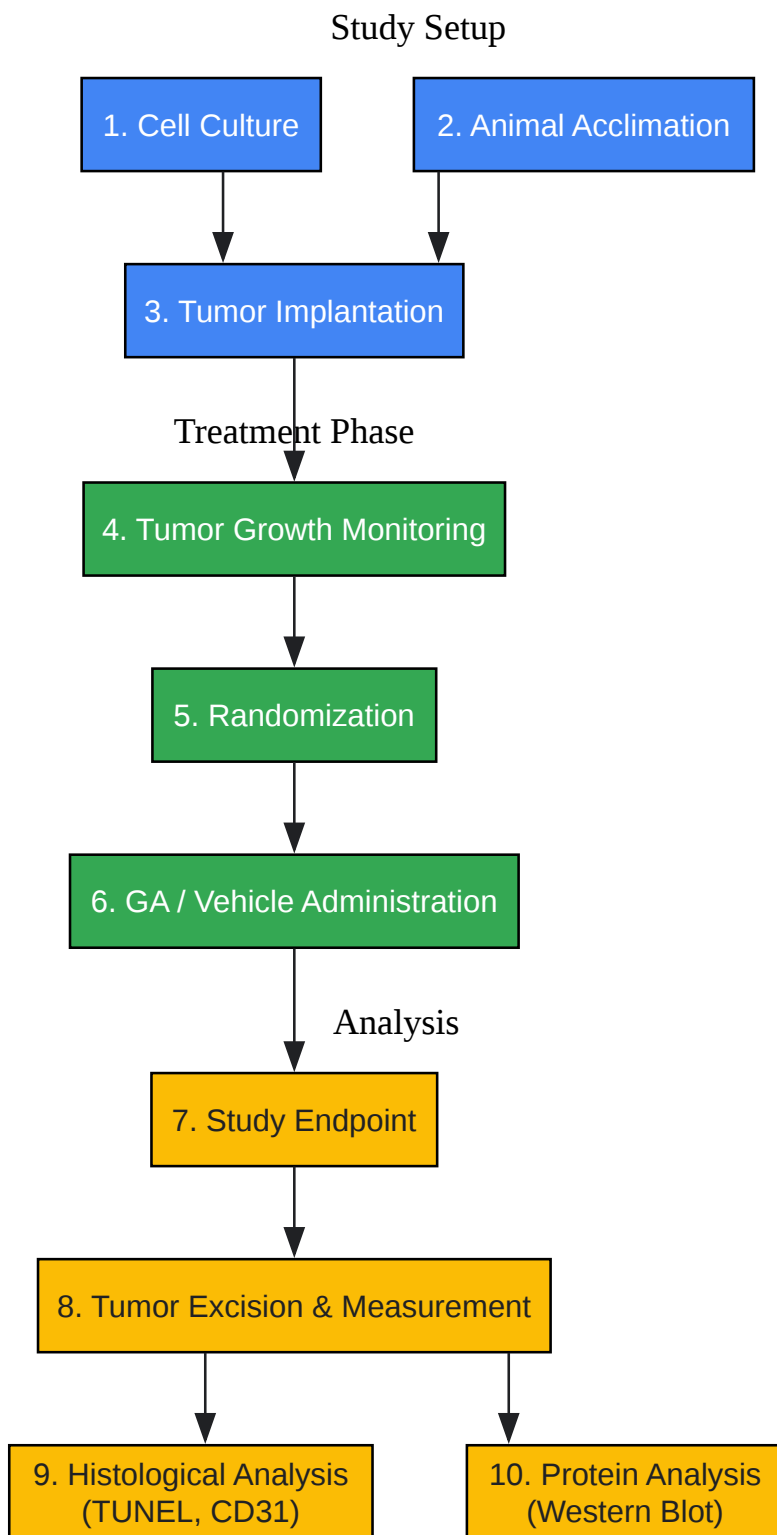 Study Setup
1. Cell Culture
2. Animal Acclimation
3. Tumor Implantation
Treatment Phase
4. Tumor Growth Monitoring
5. Randomization
6. GA / Vehicle Administration
Analysis
7. Study Endpoint
8. Tumor Excision & Measurement
9. Histological Analysis
(TUNEL, CD31)
10. Protein Analysis
(Western Blot)